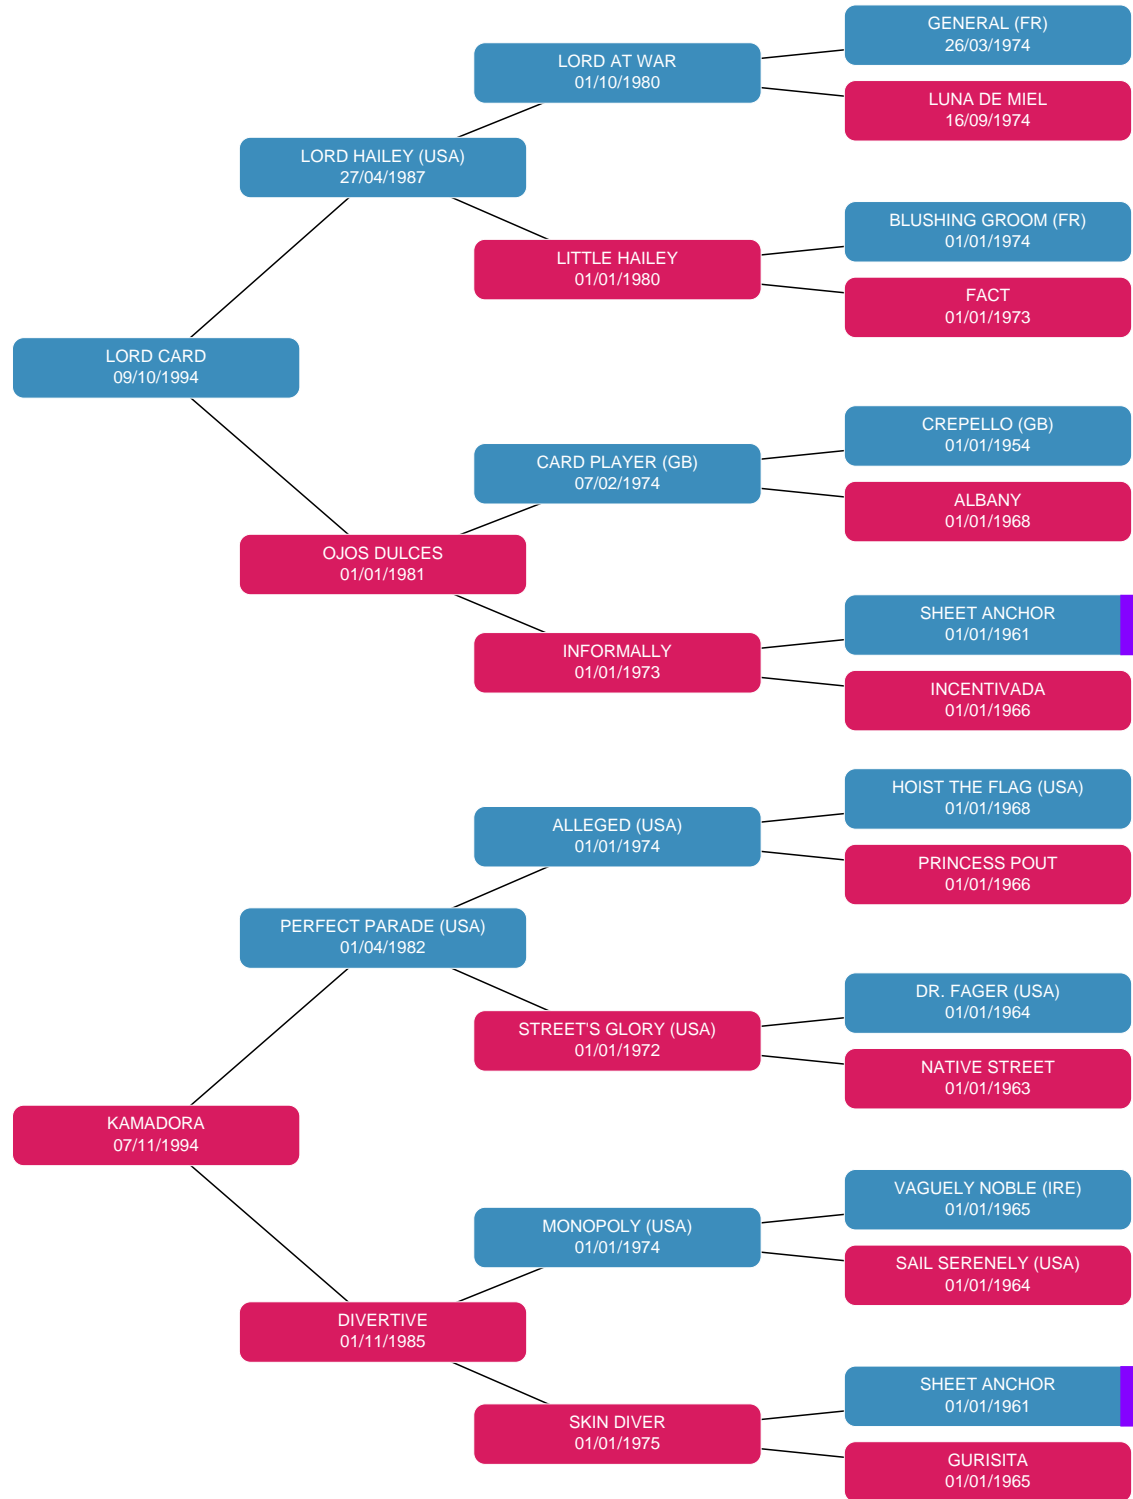 GENERAL (FR)
26/03/1974
LORD AT WAR
01/10/1980
LUNA DE MIEL
16/09/1974
LORD HAILEY (USA)
27/04/1987
BLUSHING GROOM (FR)
01/01/1974
LITTLE HAILEY
01/01/1980
FACT
01/01/1973
LORD CARD
09/10/1994
CREPELLO (GB)
01/01/1954
CARD PLAYER (GB)
07/02/1974
ALBANY
01/01/1968
OJOS DULCES
01/01/1981
SHEET ANCHOR
01/01/1961
INFORMALLY
01/01/1973
INCENTIVADA
01/01/1966
HOIST THE FLAG (USA)
01/01/1968
ALLEGED (USA)
01/01/1974
PRINCESS POUT
01/01/1966
PERFECT PARADE (USA)
01/04/1982
DR. FAGER (USA)
01/01/1964
STREET'S GLORY (USA)
01/01/1972
NATIVE STREET
01/01/1963
KAMADORA
07/11/1994
VAGUELY NOBLE (IRE)
01/01/1965
MONOPOLY (USA)
01/01/1974
SAIL SERENELY (USA)
01/01/1964
DIVERTIVE
01/11/1985
SHEET ANCHOR
01/01/1961
SKIN DIVER
01/01/1975
GURISITA
01/01/1965